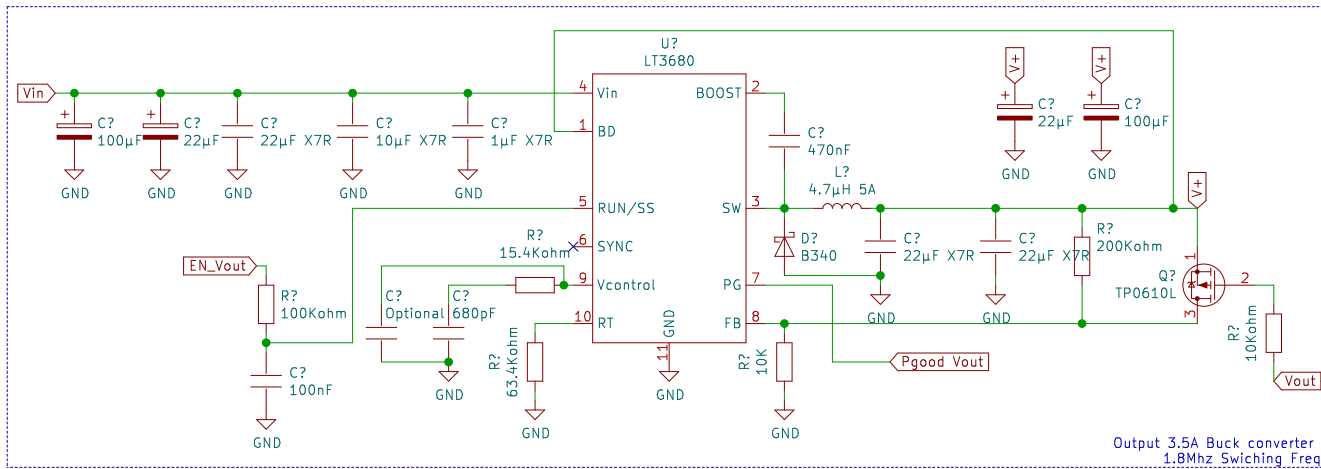 U?
LT3680
Vin
4
Vin
BOOST
2
V+
V+
C?
100µF
C?
22µF
C?
22µF X7R
C?
10µF X7R
C?
1µF X7R
1
BD
C?
470nF
C?
22µF
C?
100µF
GND
GND
GND
GND
GND
GND
GND
L?
4.7µH 5A
V+
5
RUN/SS
SW
3
R?
15.4Kohm
6
SYNC
D?
B340
C?
22µF X7R
C?
22µF X7R
R?
200Kohm
EN_Vout
9
Vcontrol
PG
7
Q?
TP0610L
1
2
3
R?
100Kohm
C?
Optional
C?
680pF
10
RT
GND
11
FB
8
GND
GND
R?
10Kohm
R?
63.4Kohm
R?
10K
Pgood Vout
Vout
C?
100nF
GND
GND
GND
GND
GND
Output 3.5A Buck converter
1.8Mhz Swiching Freq